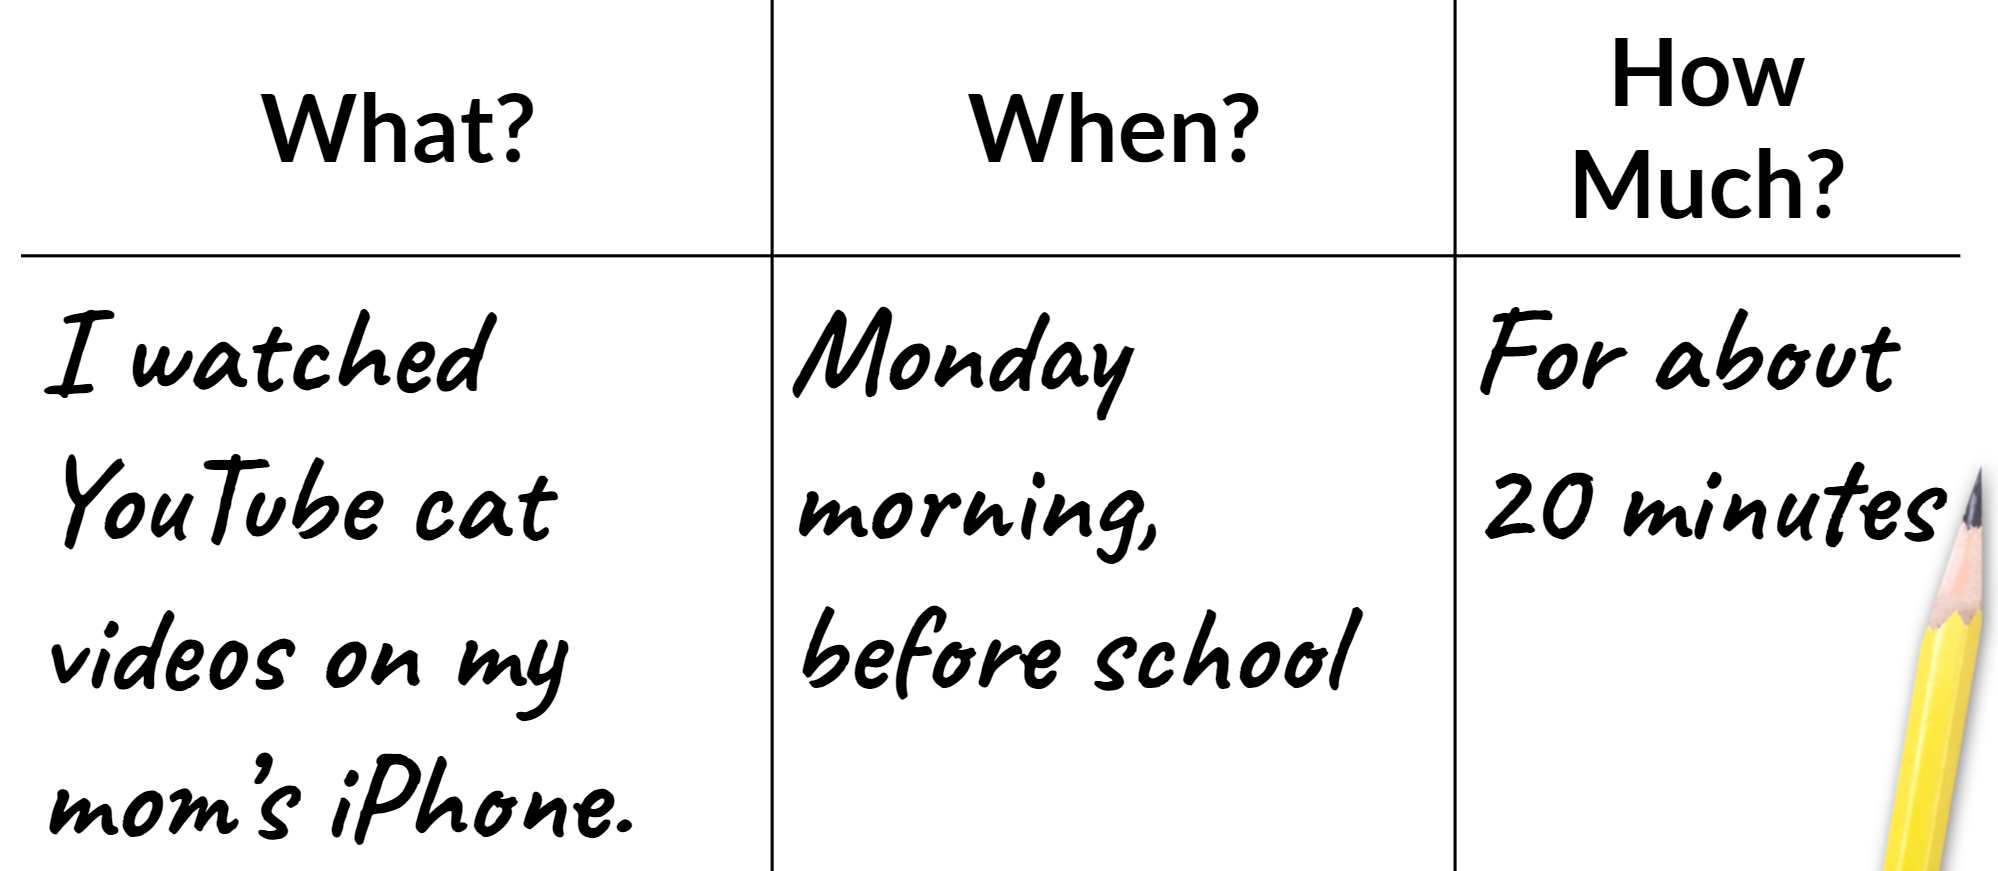 What?
When?
How
Much?
I watched
YouTube cat
videos on my
mom's iPhone.
Monday
morning,
before school
For about
20 minutes